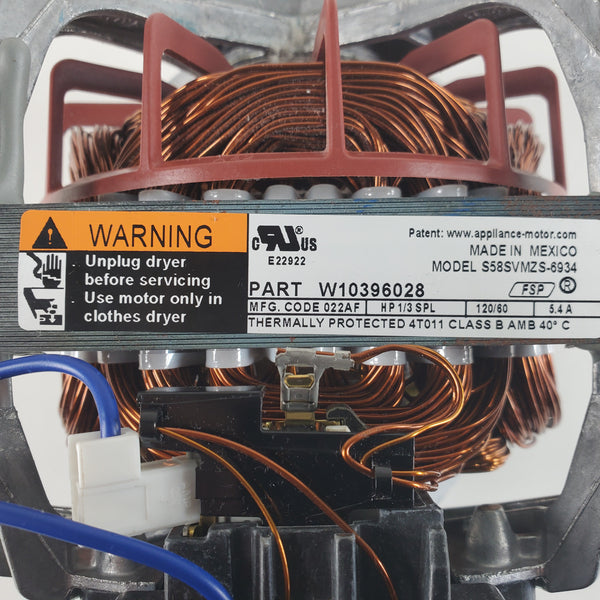 WARNING
Unplug dryer
before servicing
Use motor only in
clothes dryer
c RU US
E22922
Patent: www.appliance-motor.com
MADE IN MEXICO
MODEL S58SVMZS-6934
PART W10396028 FSP ®
MFG. CODE 022AF HP 1/3 SPL 120/60 5.4 A
THERMALLY PROTECTED 4T011 CLASS B AMB 40° C